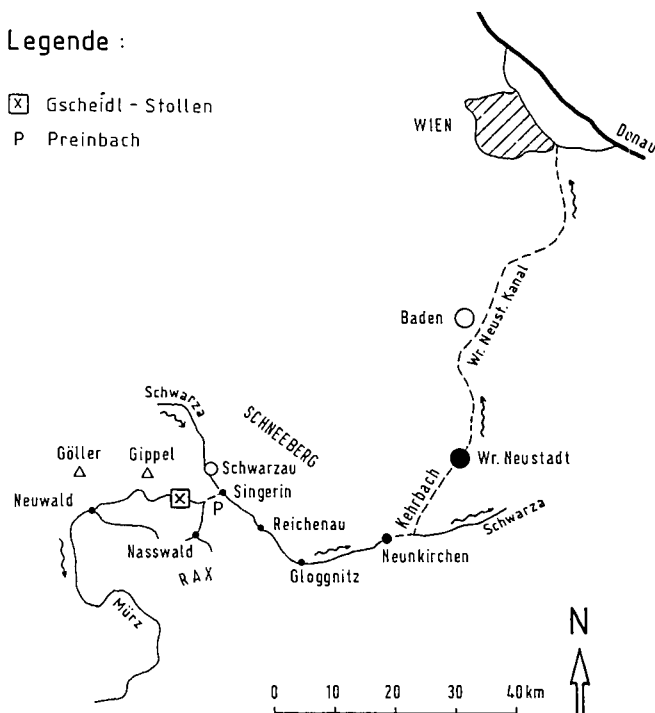 Legende :
X Gscheidl - Stollen
P Preinbach
WIEN
Donau
Baden
Wr. Neust. Kanal
Schwarza
SCHNEEBERG
Göller
Gippel
Schwarzau
Wr. Neustadt
Neuwald
X
P
Singerin
Kehrbach
Reichenau
Schwarza
Nasswald
Neunkirchen
RAX
Gloggnitz
Mürz
N
0 10 20 30 40 km